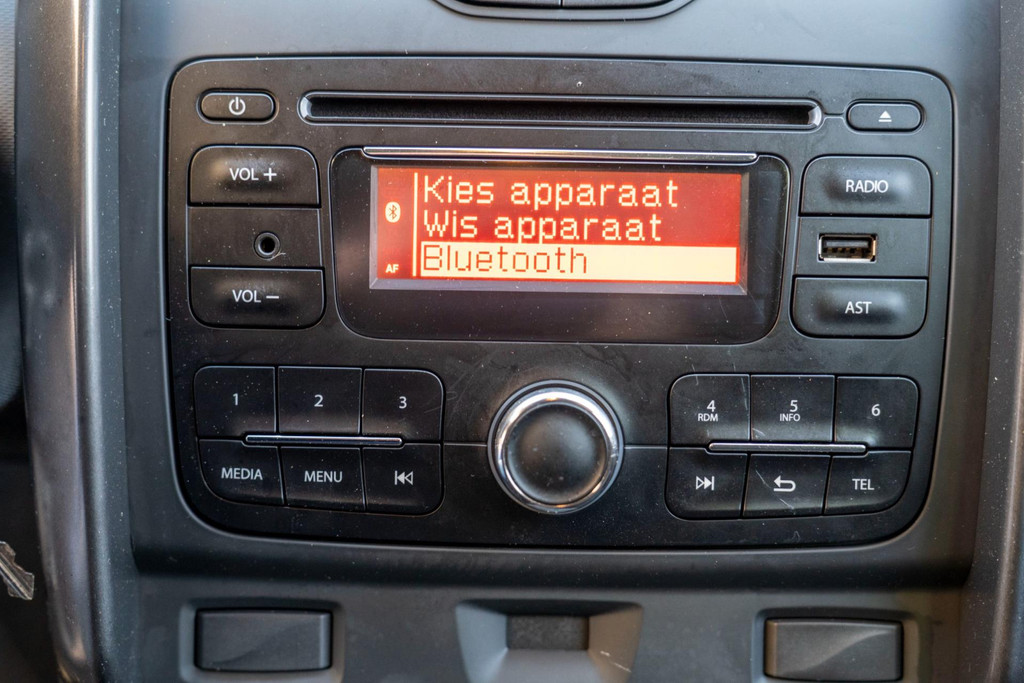 VOL +
Kies apparaat
Wis apparaat
Bluetooth
AF
VOL −
RADIO
AST
1
2
3
4
RDM
5
INFO
6
MEDIA
MENU
TEL